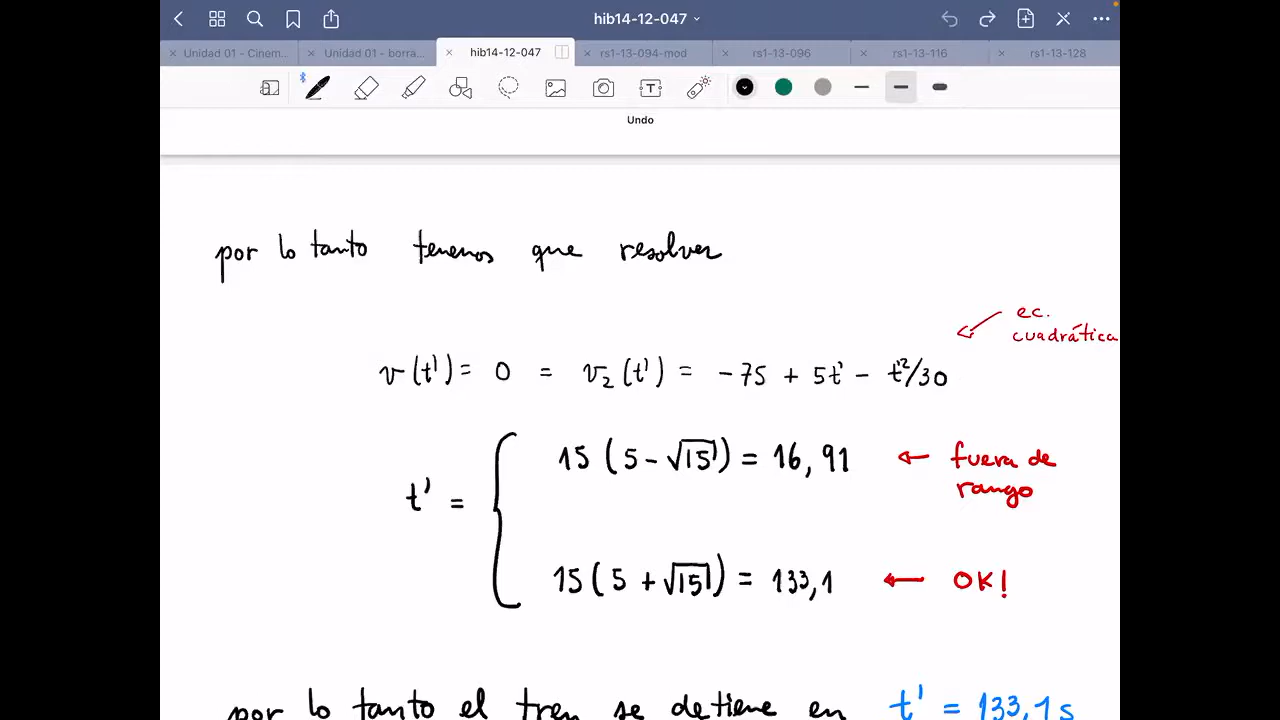 hib14-12-047
Unidad 01 - Cinem...
Unidad 01 - borra...
hib14-12-047
rs1-13-094-mod
rs1-13-096
rs1-13-116
rs1-13-128
Undo
por lo tanto tenemos que resolver
ec.
cuadrática
v(t') = 0 = v₂(t') = -75 + 5t' - t'²/30
15(5-√15) = 16,91 ← fuera de
rango
t' =
15(5+√15) = 133,1 ← OK!
por lo tanto el tren se detiene en t' = 133,1s